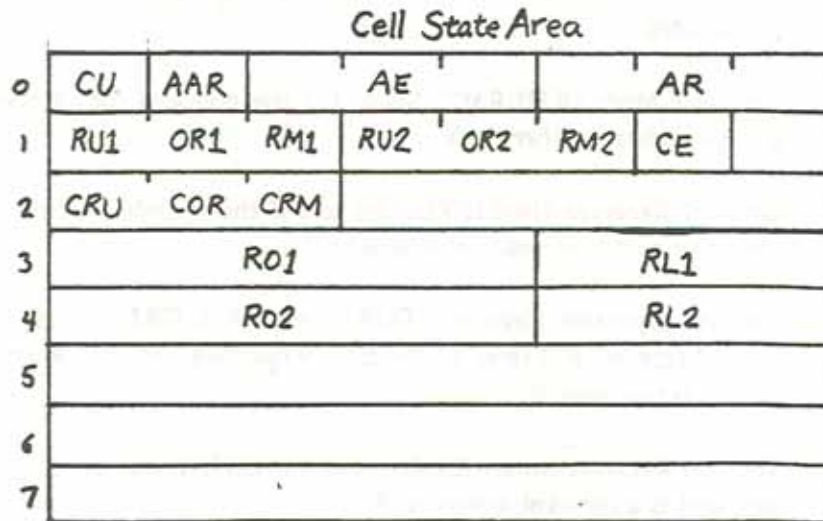 Cell State Area
0 CU AAR AE AR
1 RU1 OR1 RM1 RU2 OR2 RM2 CE
2 CRU COR CRM
3 RO1 RL1
4 RO2 RL2
5
6
7